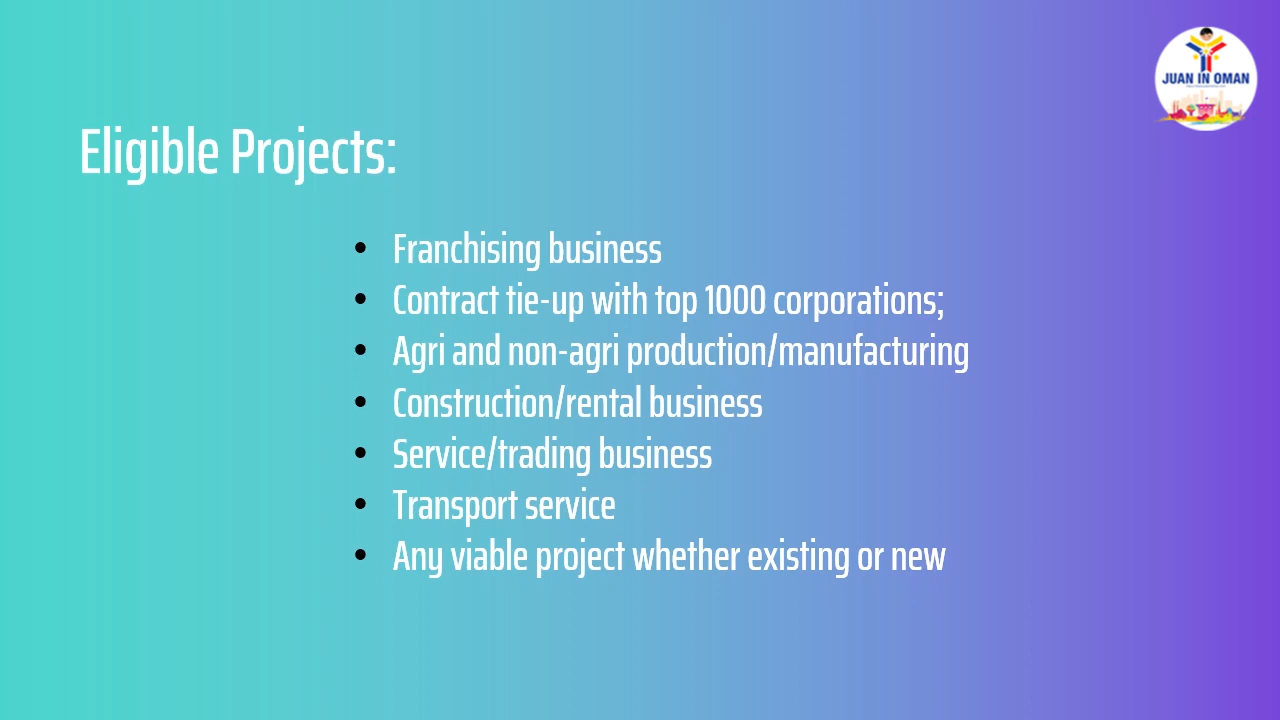 JUAN IN OMAN
Eligible Projects:
• Franchising business
• Contract tie-up with top 1000 corporations;
• Agri and non-agri production/manufacturing
• Construction/rental business
• Service/trading business
• Transport service
• Any viable project whether existing or new